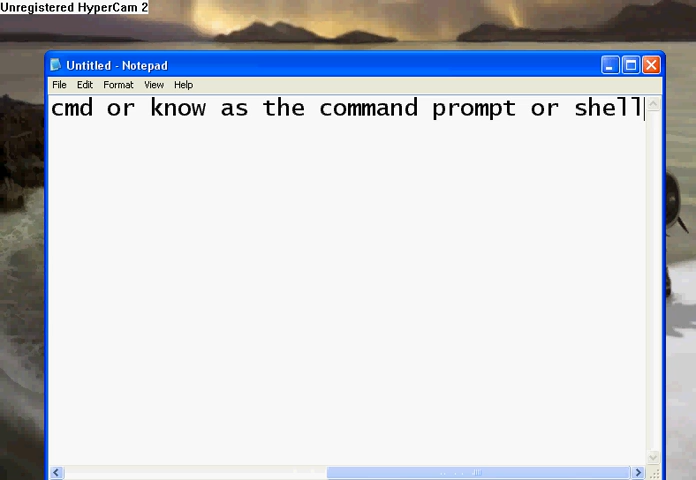 Unregistered HyperCam 2
Untitled - Notepad
File Edit Format View Help
cmd or know as the command prompt or shell